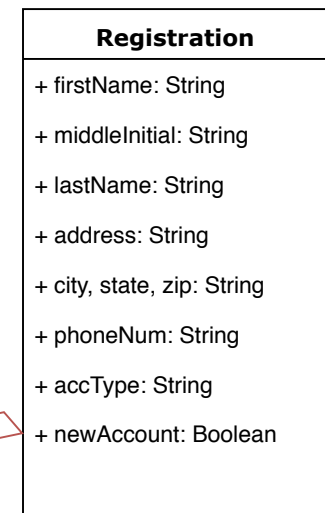 Registration
+ firstName: String
+ middleInitial: String
+ lastName: String
+ address: String
+ city, state, zip: String
+ phoneNum: String
+ accType: String
+ newAccount: Boolean